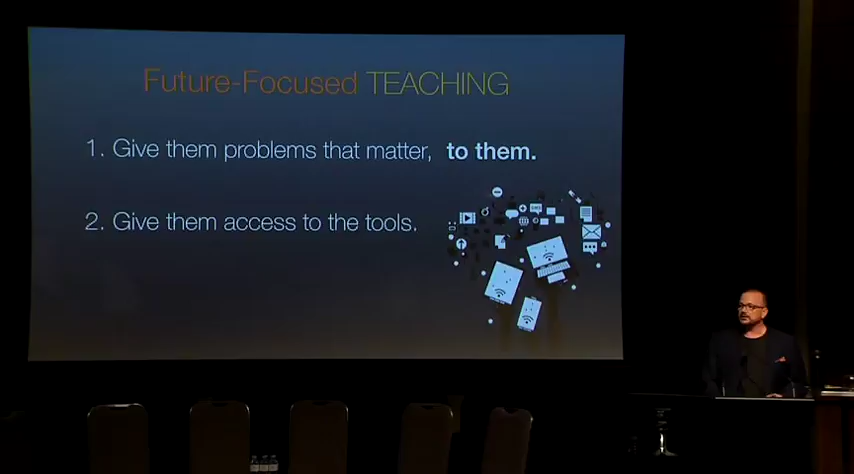 Future-Focused TEACHING
1. Give them problems that matter, to them.
2. Give them access to the tools.